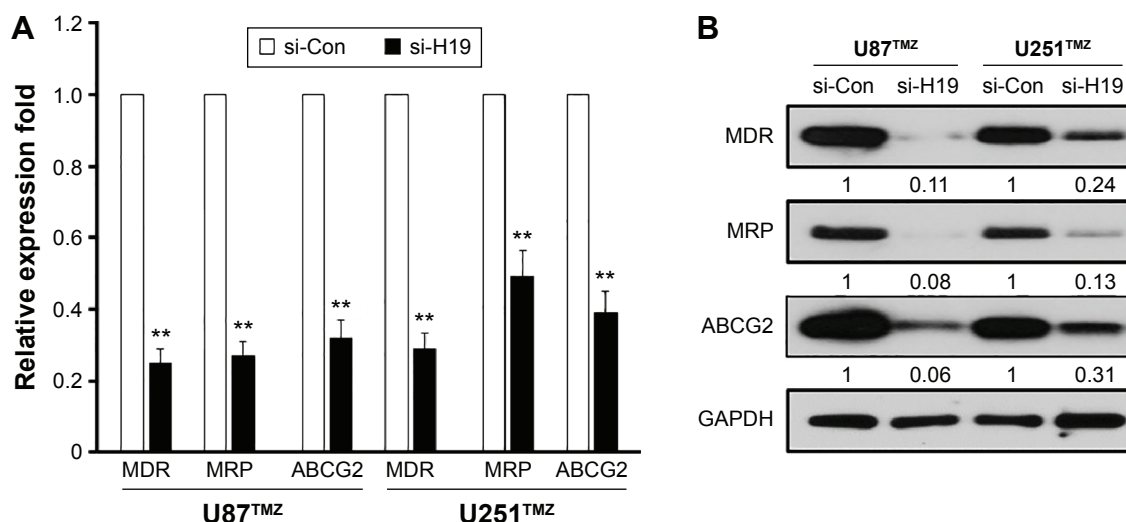 A
Relative expression fold
1.2
1.0
0.8
0.6
0.4
0.2
0
si-Con si-H19
** ** ** ** ** **
MDR MRP ABCG2 MDR MRP ABCG2
U87TMZ U251TMZ
B
U87TMZ U251TMZ
si-Con si-H19 si-Con si-H19
MDR
1 0.11 1 0.24
MRP
1 0.08 1 0.13
ABCG2
1 0.06 1 0.31
GAPDH